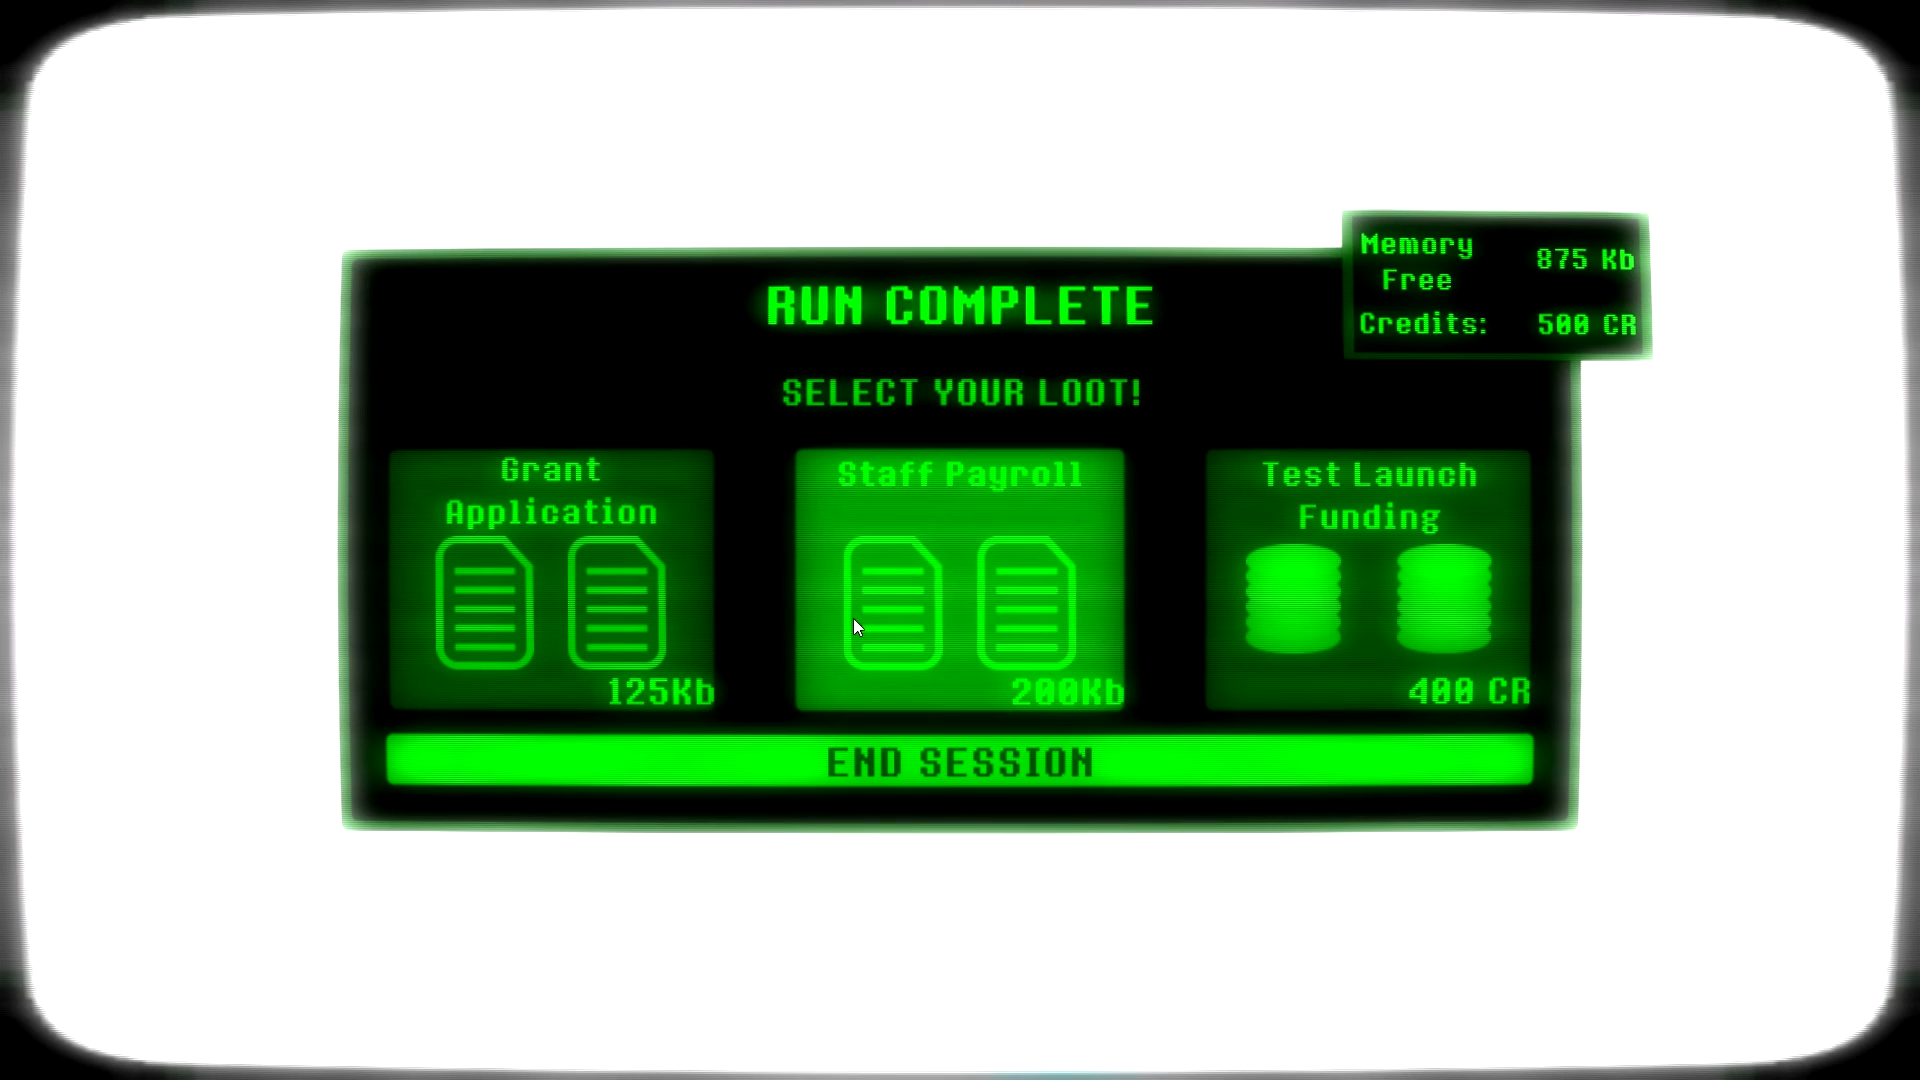 Memory Free
875 Kb
Credits:
500 CR
RUN COMPLETE
SELECT YOUR LOOT!
Grant
Application
125Kb
Staff Payroll
200Kb
Test Launch
Funding
400 CR
END SESSION